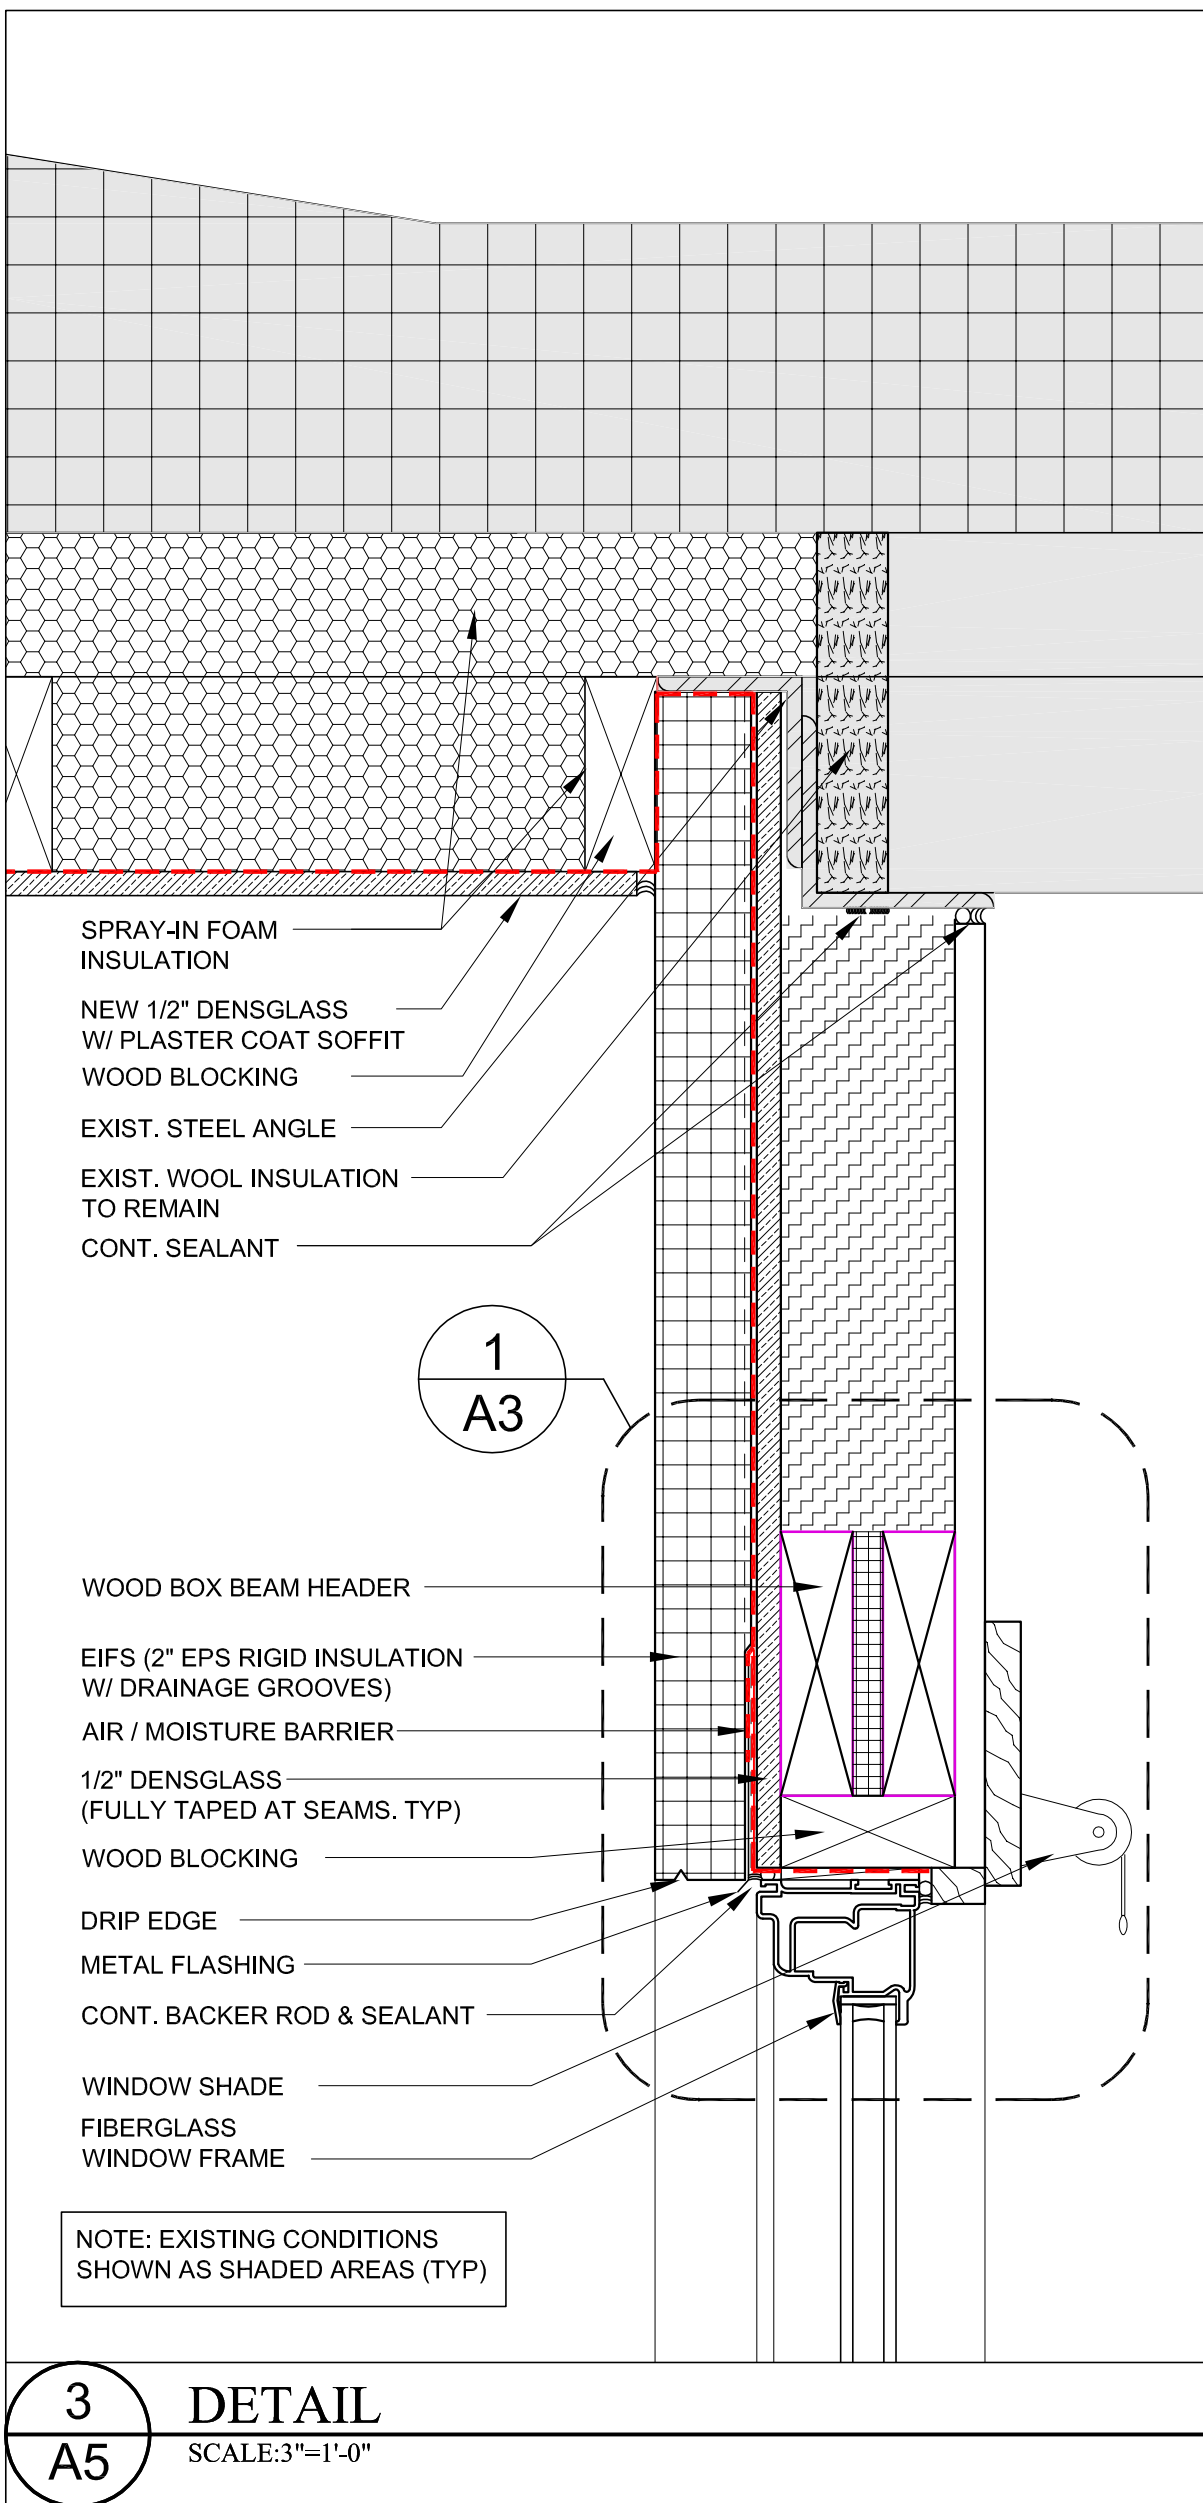 SPRAY-IN FOAM
INSULATION
NEW 1/2" DENSGLASS
W/ PLASTER COAT SOFFIT
WOOD BLOCKING
EXIST. STEEL ANGLE
EXIST. WOOL INSULATION
TO REMAIN
CONT. SEALANT
1
A3
WOOD BOX BEAM HEADER
EIFS (2" EPS RIGID INSULATION
W/ DRAINAGE GROOVES)
AIR / MOISTURE BARRIER
1/2" DENSGLASS
(FULLY TAPED AT SEAMS. TYP)
WOOD BLOCKING
DRIP EDGE
METAL FLASHING
CONT. BACKER ROD & SEALANT
WINDOW SHADE
FIBERGLASS
WINDOW FRAME
NOTE: EXISTING CONDITIONS
SHOWN AS SHADED AREAS (TYP)
3
A5
DETAIL
SCALE:3"=1'-0"